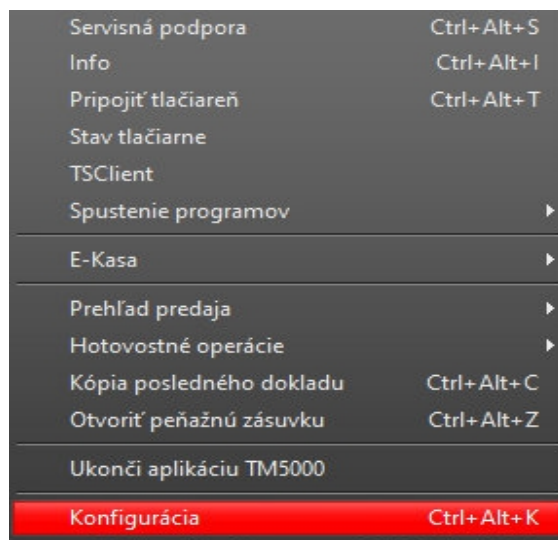 Servisná podpora Ctrl+Alt+S
Info Ctrl+Alt+I
Pripojiť tlačiareň Ctrl+Alt+T
Stav tlačiarne
TSClient
Spustenie programov
E-Kasa
Prehľad predaja
Hotovostné operácie
Kópia posledného dokladu Ctrl+Alt+C
Otvoriť peňažnú zásuvku Ctrl+Alt+Z
Ukonči aplikáciu TM5000
Konfigurácia Ctrl+Alt+K